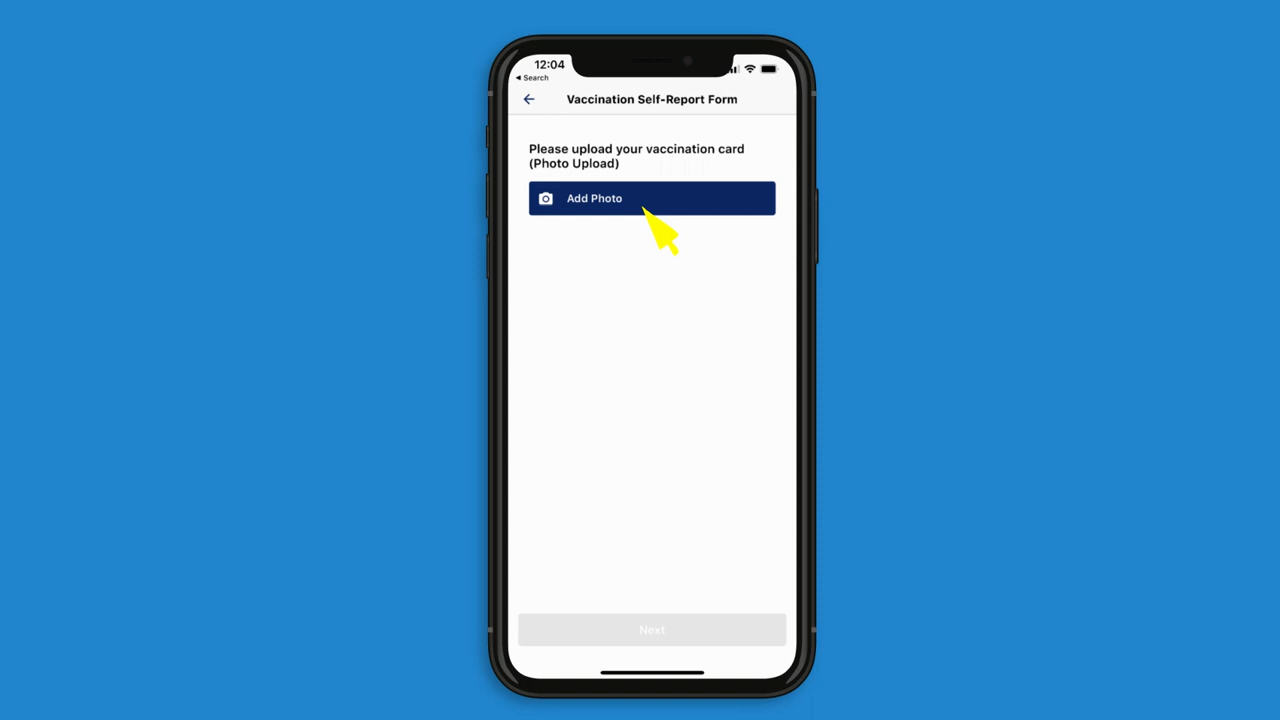 12:04
Search
Vaccination Self-Report Form
Please upload your vaccination card
(Photo Upload)
Add Photo
Next